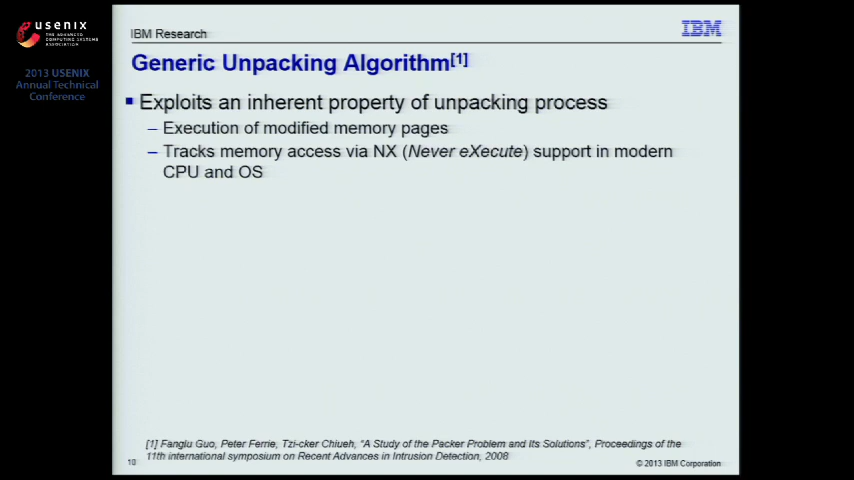 usenix
THE ADVANCED
COMPUTING SYSTEMS
ASSOCIATION
2013 USENIX
Annual Technical
Conference
IBM Research
IBM
Generic Unpacking Algorithm[1]
Exploits an inherent property of unpacking process
– Execution of modified memory pages
– Tracks memory access via NX (Never eXecute) support in modern
CPU and OS
[1] Fanglu Guo, Peter Ferrie, Tzi-cker Chiueh, "A Study of the Packer Problem and Its Solutions", Proceedings of the
11th international symposium on Recent Advances in Intrusion Detection, 2008
10
© 2013 IBM Corporation